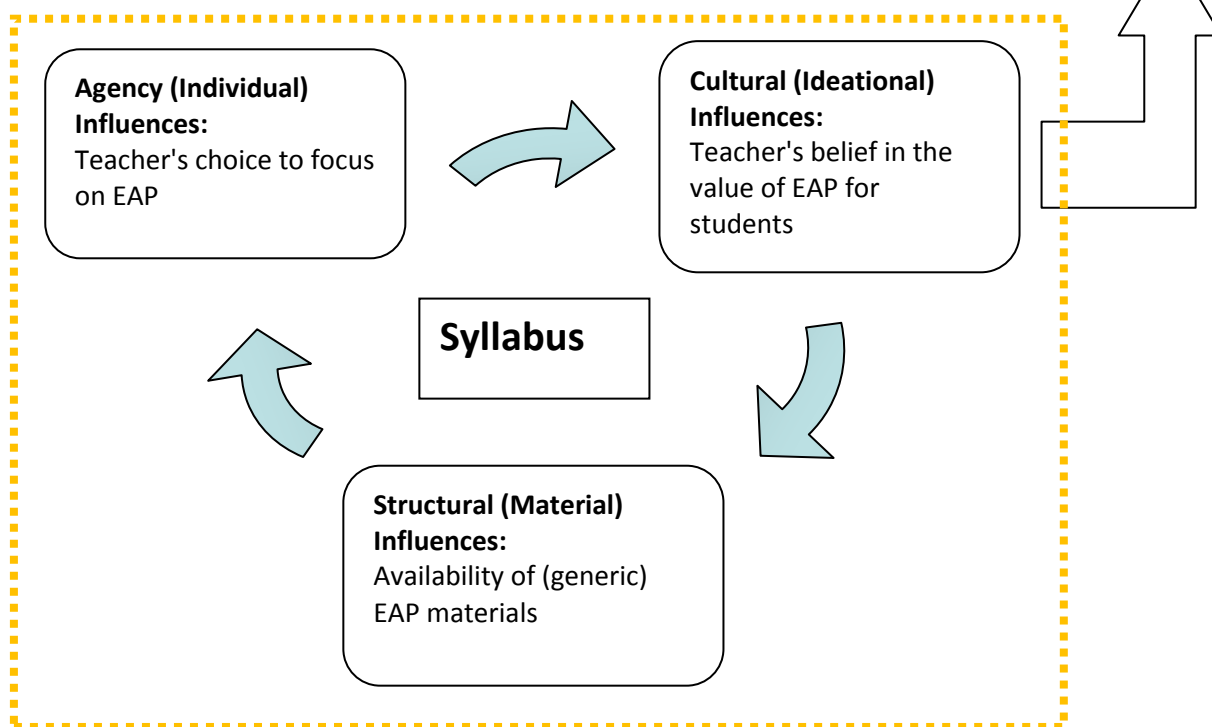 Agency (Individual)
Influences:
Teacher's choice to focus
on EAP
Cultural (Ideational)
Influences:
Teacher's belief in the
value of EAP for
students
Syllabus
Structural (Material)
Influences:
Availability of (generic)
EAP materials